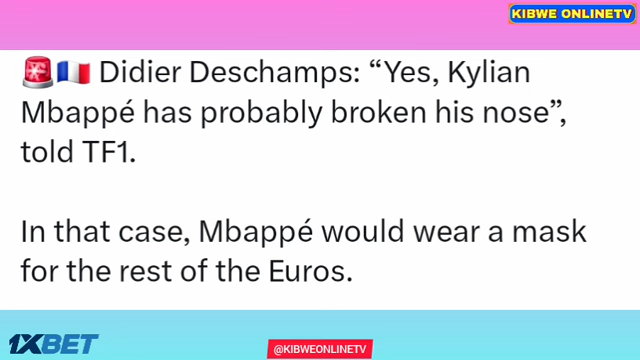 KIBWE ONLINETV
🚨🇫🇷 Didier Deschamps: “Yes, Kylian
Mbappé has probably broken his nose”,
told TF1.
In that case, Mbappé would wear a mask
for the rest of the Euros.
1XBET
@KIBWEONLINETV